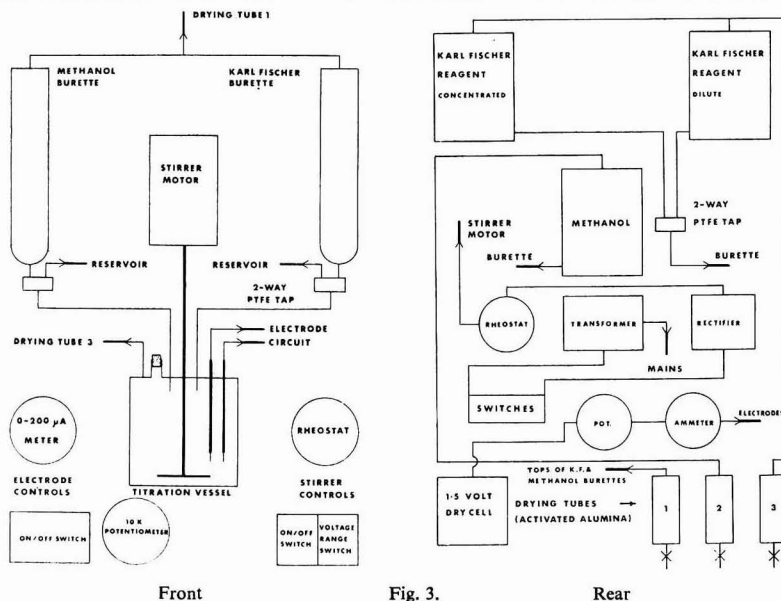 DRYING TUBE 1
METHANOL
BURETTE
KARL FISCHER
BURETTE
STIRRER
MOTOR
RESERVOIR
RESERVOIR
2-WAY
PTFE TAP
ELECTRODE
CIRCUIT
DRYING TUBE 3
0-200 µA
METER
RHEOSTAT
TITRATION VESSEL
ELECTRODE
CONTROLS
STIRRER
CONTROLS
ON/OFF SWITCH
10 K
POTENTIOMETER
ON/OFF
SWITCH
VOLTAGE
RANGE
SWITCH
Front
Fig. 3.
KARL FISCHER
REAGENT
CONCENTRATED
KARL FISCHER
REAGENT
DILUTE
STIRRER
MOTOR
METHANOL
2-WAY
PTFE TAP
BURETTE
BURETTE
RHEOSTAT
TRANSFORMER
RECTIFIER
MAINS
SWITCHES
POT.
AMMETER
ELECTRODES
TOPS OF K.F.&
METHANOL BURETTES
1·5 VOLT
DRY CELL
DRYING TUBES
(ACTIVATED ALUMINA)
1
2
3
Rear